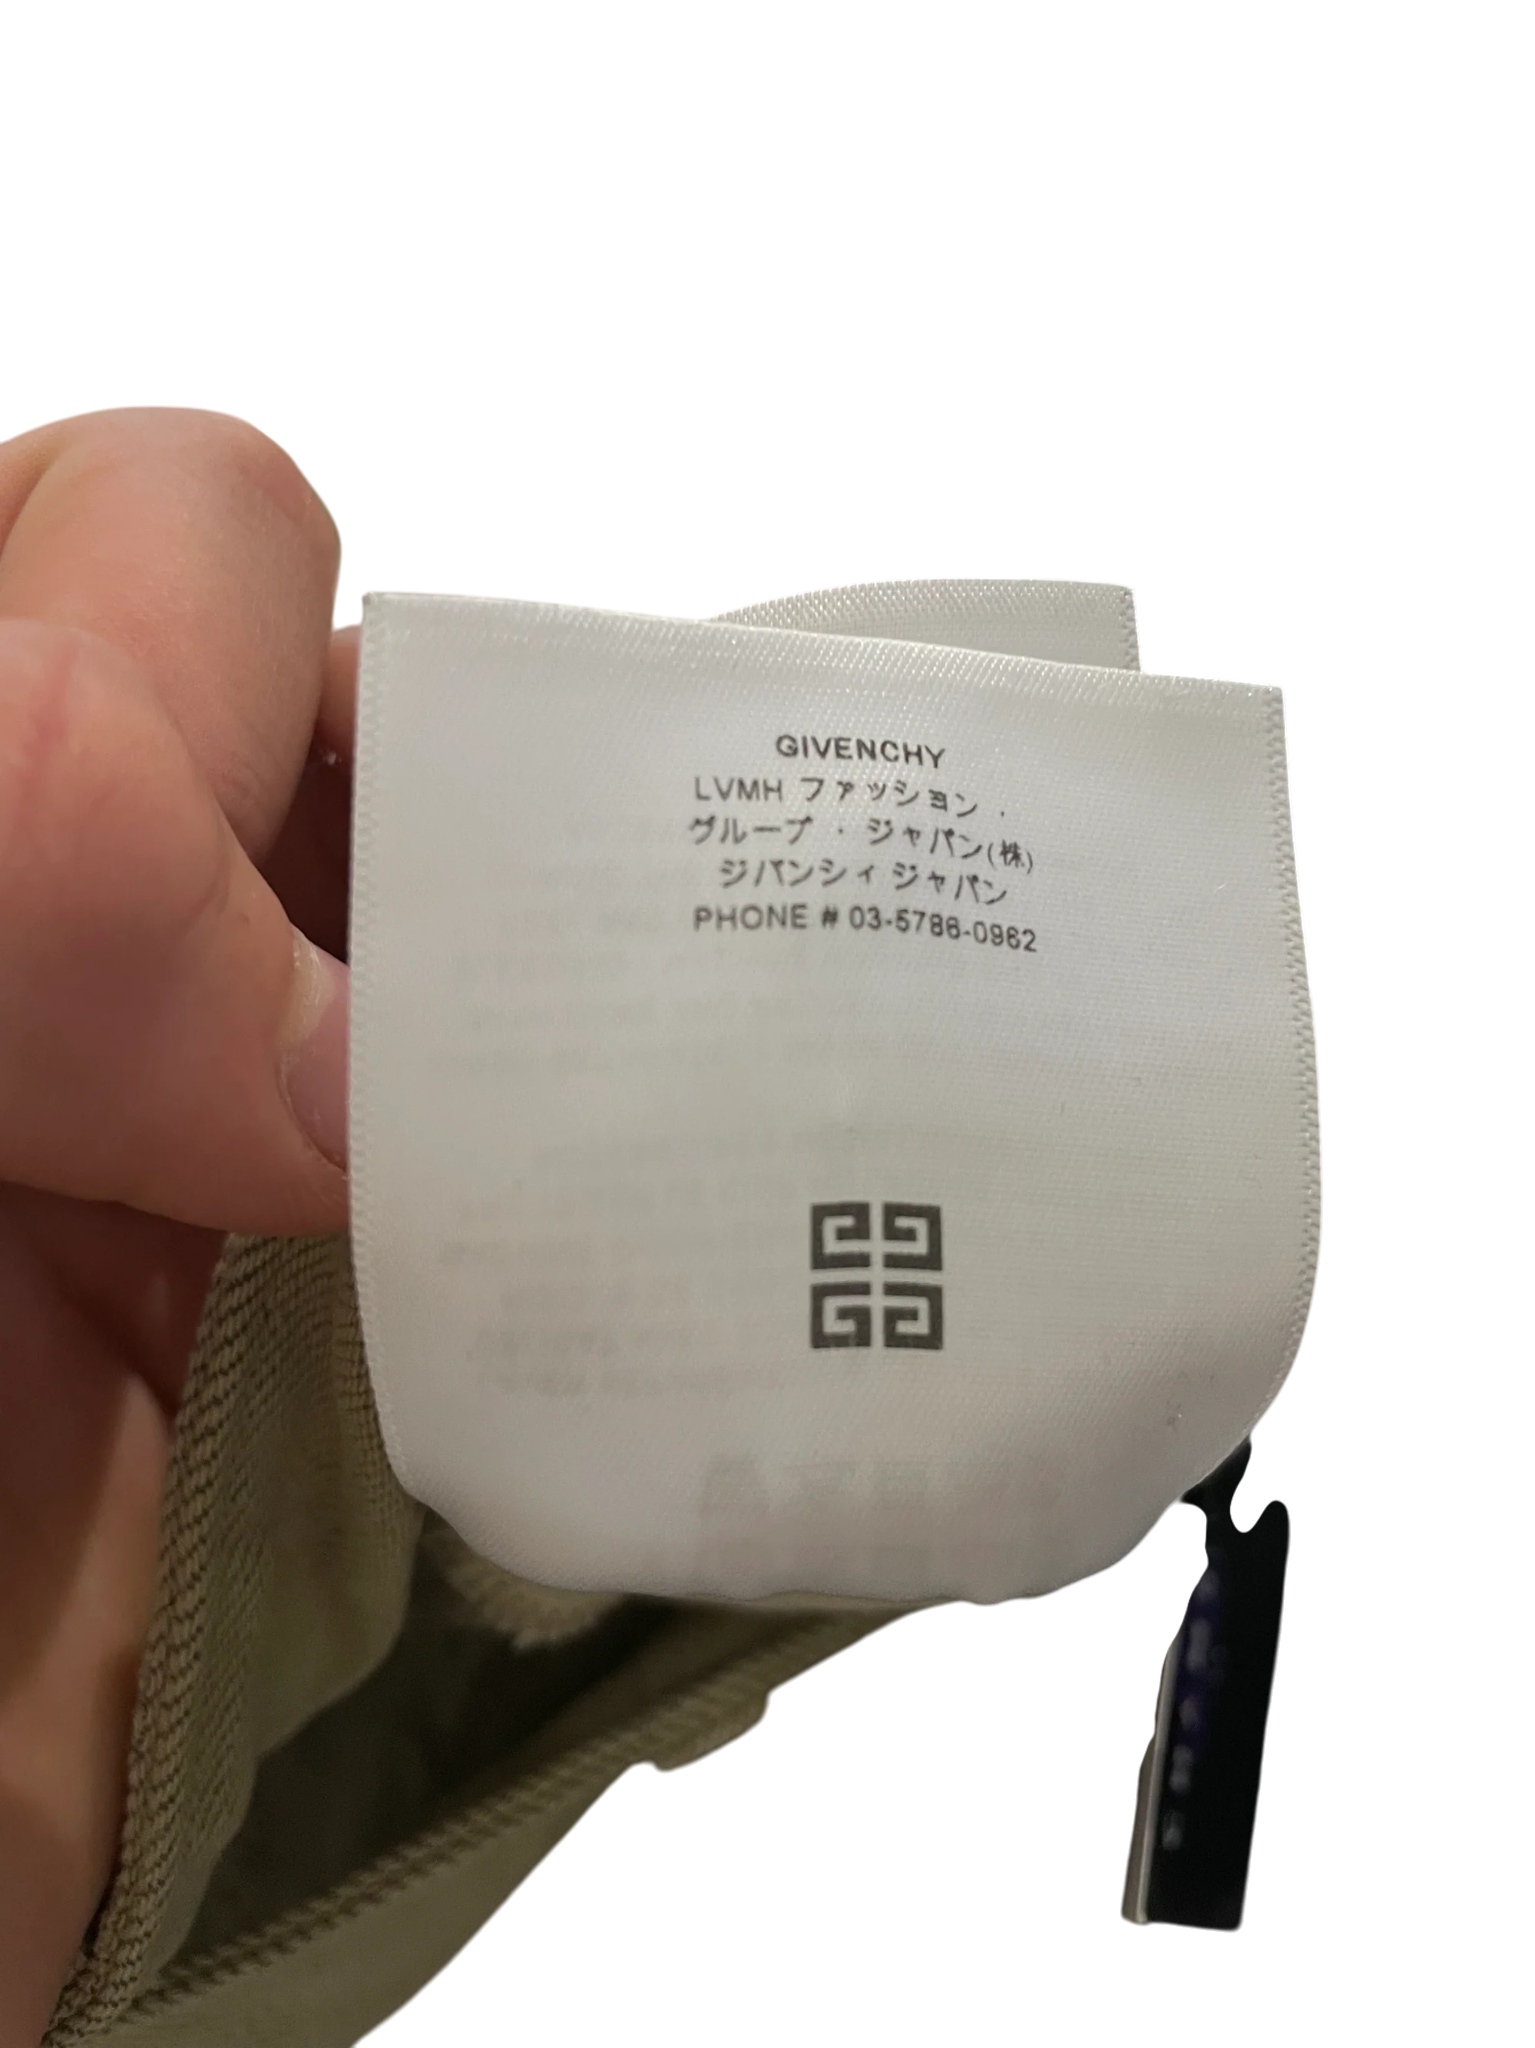 GIVENCHY
LVMH ファッション ・
グループ ・ ジャパン(株)
ジバンシィ ジャパン
PHONE # 03-5786-0962